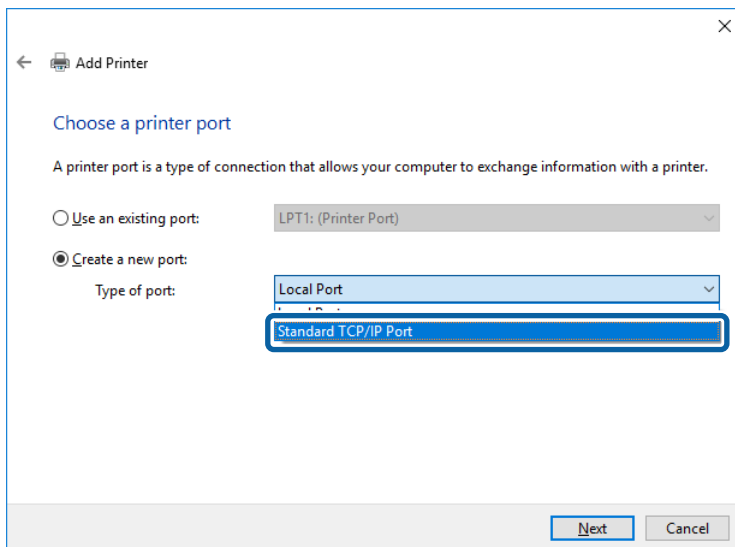 Add Printer
Choose a printer port
A printer port is a type of connection that allows your computer to exchange information with a printer.
Use an existing port: LPT1: (Printer Port)
Create a new port:
Type of port: Local Port
Standard TCP/IP Port
Next Cancel